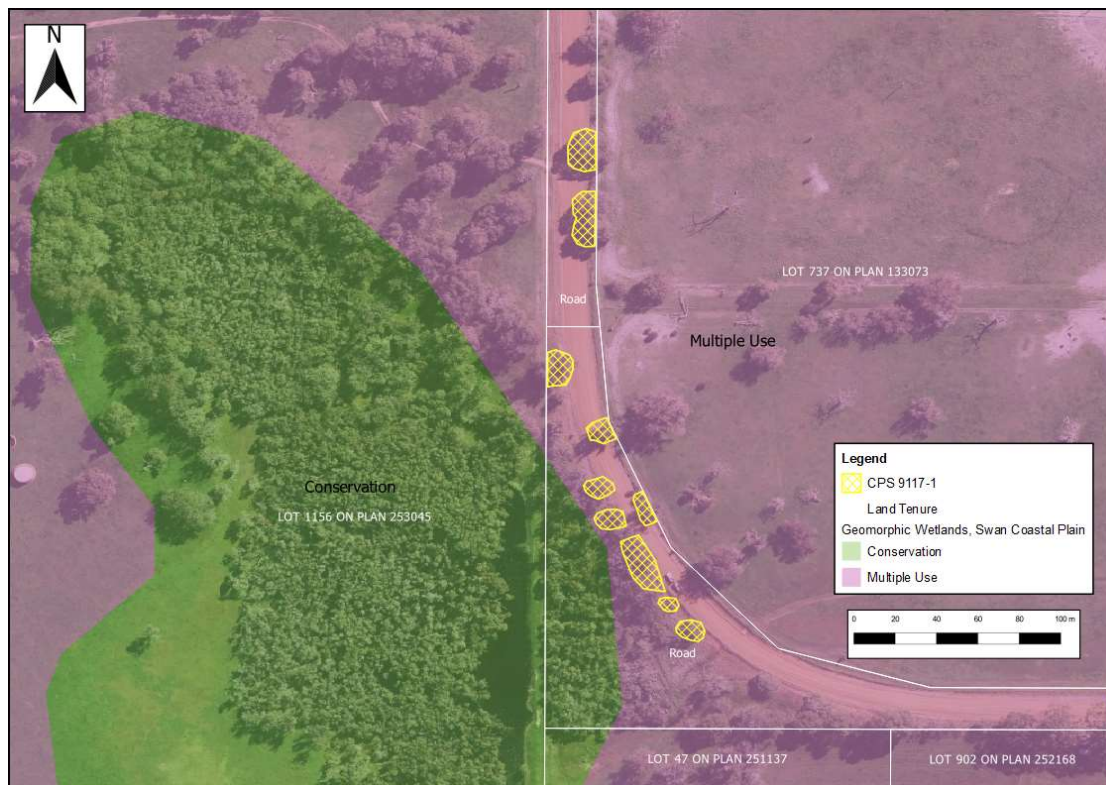 N
LOT 737 ON PLAN 133073
Road
Multiple Use
Conservation
LOT 1156 ON PLAN 253045
Legend
CPS 9117-1
Land Tenure
Geomorphic Wetlands, Swan Coastal Plain
Conservation
Multiple Use
0 20 40 60 80 100 m
Road
LOT 47 ON PLAN 251137
LOT 902 ON PLAN 252168